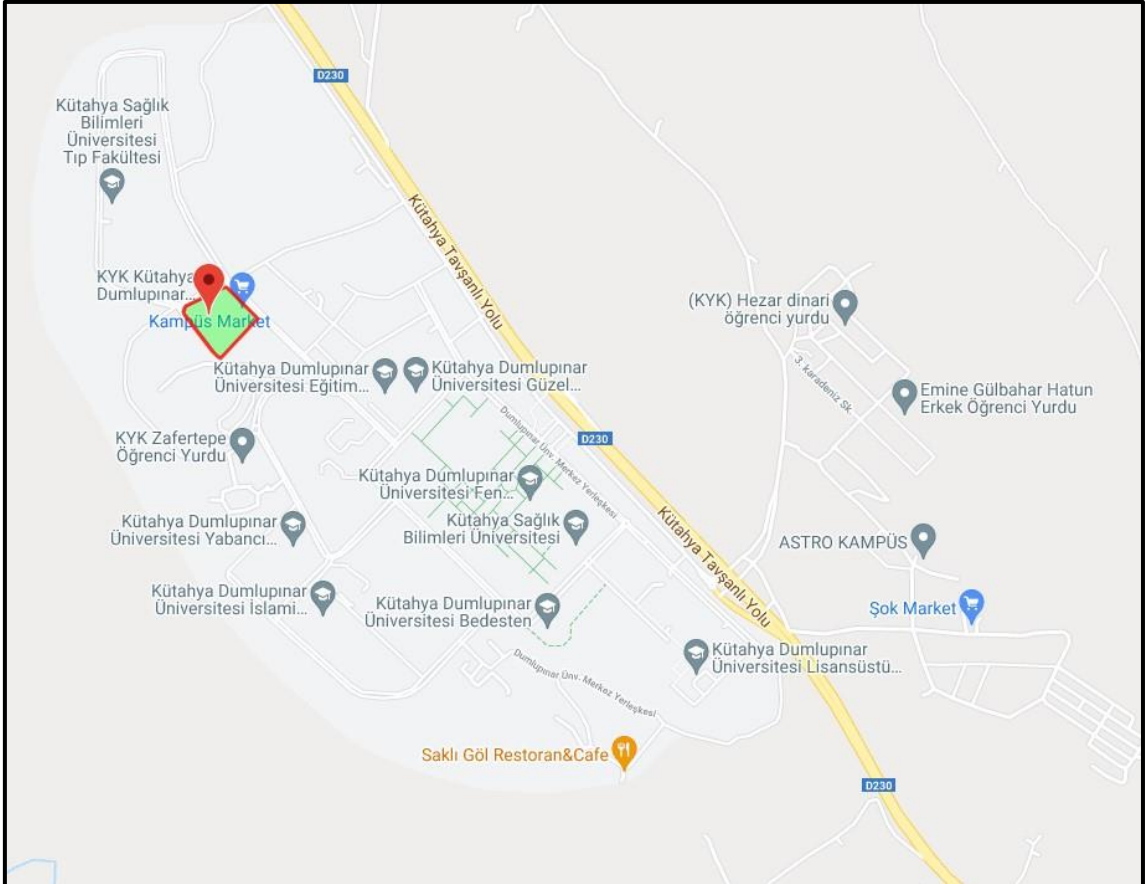 D230
Kütahya Sağlık
Bilimleri
Üniversitesi
Tıp Fakültesi
Kütahya Tavşanlı Yolu
KYK Kütahya
Dumlupınar...
Kampüs Market
(KYK) Hezar dinari
öğrenci yurdu
3. karadeniz Sk
Kütahya Dumlupınar
Üniversitesi Eğitim...
Kütahya Dumlupınar
Üniversitesi Güzel...
Emine Gülbahar Hatun
Erkek Öğrenci Yurdu
Dumlupınar Ünv. Merkez Yerleşkesi
D230
KYK Zafertepe
Öğrenci Yurdu
Kütahya Dumlupınar
Üniversitesi Fen...
Kütahya Sağlık
Bilimleri Üniversitesi
Kütahya Dumlupınar
Üniversitesi Yabancı...
Kütahya Tavşanlı Yolu
ASTRO KAMPÜS
Kütahya Dumlupınar
Üniversitesi İslami...
Kütahya Dumlupınar
Üniversitesi Bedesten
Şok Market
Kütahya Dumlupınar
Üniversitesi Lisansüstü...
Dumlupınar Ünv. Merkez Yerleşkesi
Saklı Göl Restoran&Cafe
D230